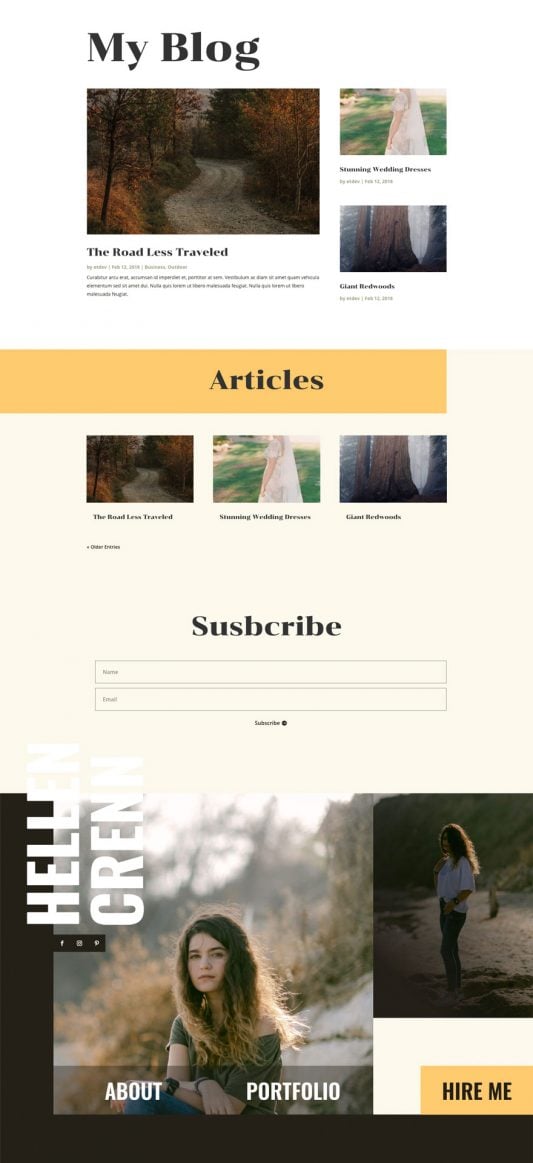 My Blog
The Road Less Traveled
by etdev | Feb 12, 2018 | Business, Outdoor
Curabitur arcu erat, accumsan id imperdiet et, porttitor at sem. Vestibulum ac diam sit amet quam vehicula
elementum sed sit amet dui. Nulla quis lorem ut libero malesuada feugiat. Nulla quis lorem ut libero
malesuada feugiat.
Stunning Wedding Dresses
by etdev | Feb 12, 2018
Giant Redwoods
by etdev | Feb 12, 2018
Articles
The Road Less Traveled
Stunning Wedding Dresses
Giant Redwoods
« Older Entries
Susbcribe
Name
Email
Subscribe
HELLEN
CRENN
ABOUT
PORTFOLIO
HIRE ME